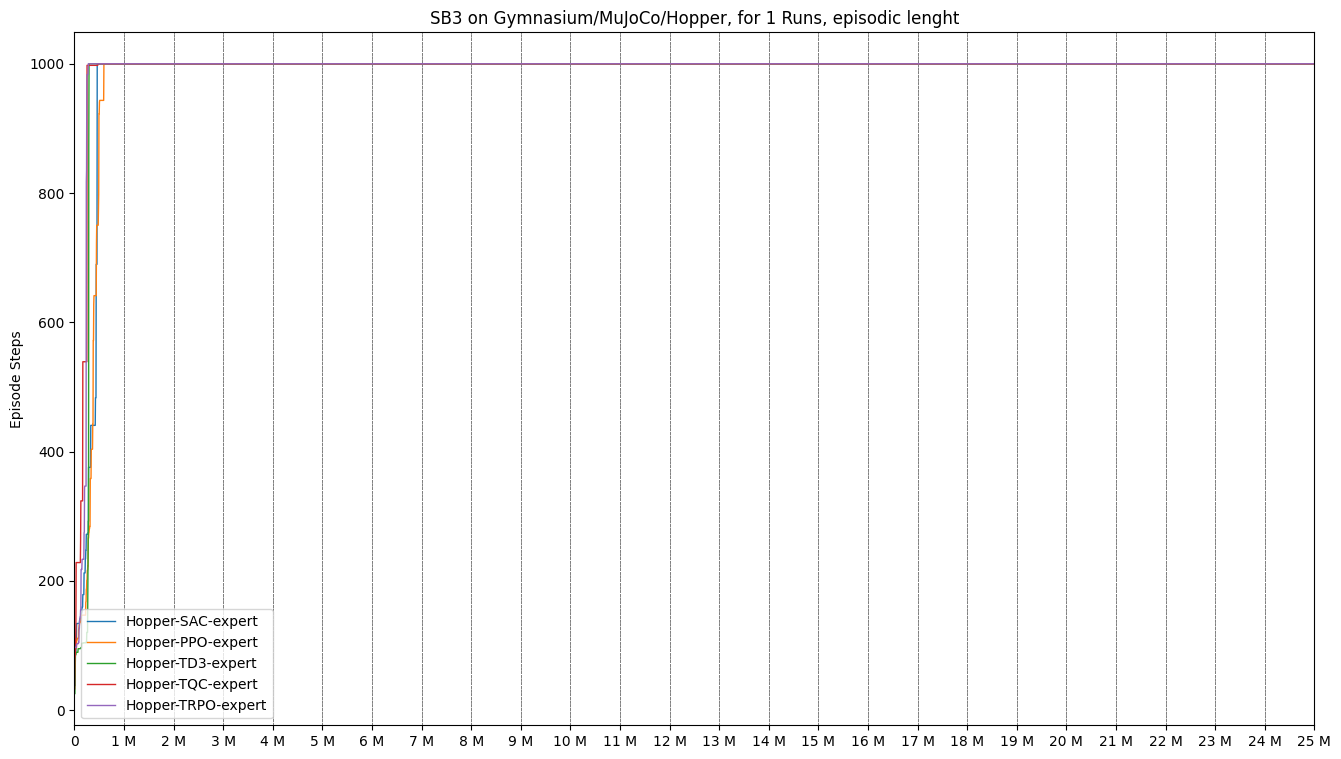 SB3 on Gymnasium/MuJoCo/Hopper, for 1 Runs, episodic lenght
1000
800
600
400
200
0
Episode Steps
Hopper-SAC-expert
Hopper-PPO-expert
Hopper-TD3-expert
Hopper-TQC-expert
Hopper-TRPO-expert
0 1 M 2 M 3 M 4 M 5 M 6 M 7 M 8 M 9 M 10 M 11 M 12 M 13 M 14 M 15 M 16 M 17 M 18 M 19 M 20 M 21 M 22 M 23 M 24 M 25 M